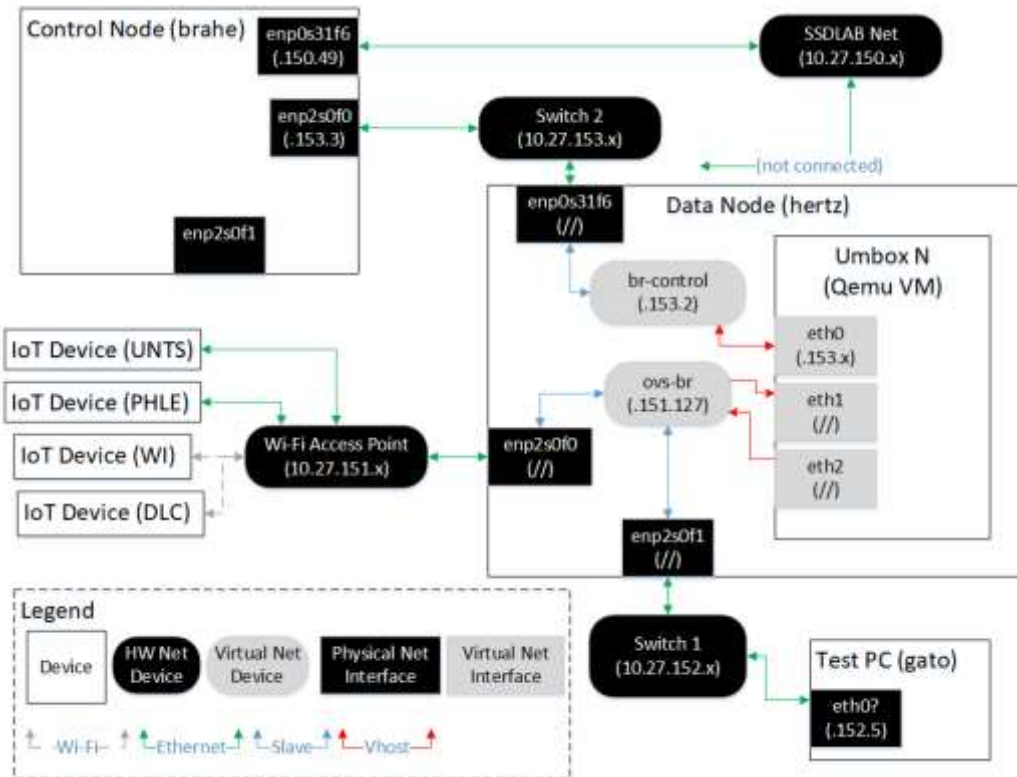 Control Node (brahe)
enp0s31f6
(.150.49)
SSDLAB Net
(10.27.150.x)
enp2s0f0
(.153.3)
Switch 2
(10.27.153.x)
(not connected)
enp2s0f1
enp0s31f6
(//)
Data Node (hertz)
Umbox N
(Qemu VM)
br-control
(.153.2)
eth0
(.153.x)
IoT Device (UNTS)
ovs-br
(.151.127)
eth1
(//)
IoT Device (PHLE)
Wi-Fi Access Point
(10.27.151.x)
enp2s0f0
(//)
eth2
(//)
IoT Device (WI)
IoT Device (DLC)
enp2s0f1
(//)
Legend
Device
HW Net
Device
Virtual Net
Device
Physical Net
Interface
Virtual Net
Interface
Wi-Fi
Ethernet
Slave
Vhost
Switch 1
(10.27.152.x)
Test PC (gato)
eth0?
(.152.5)